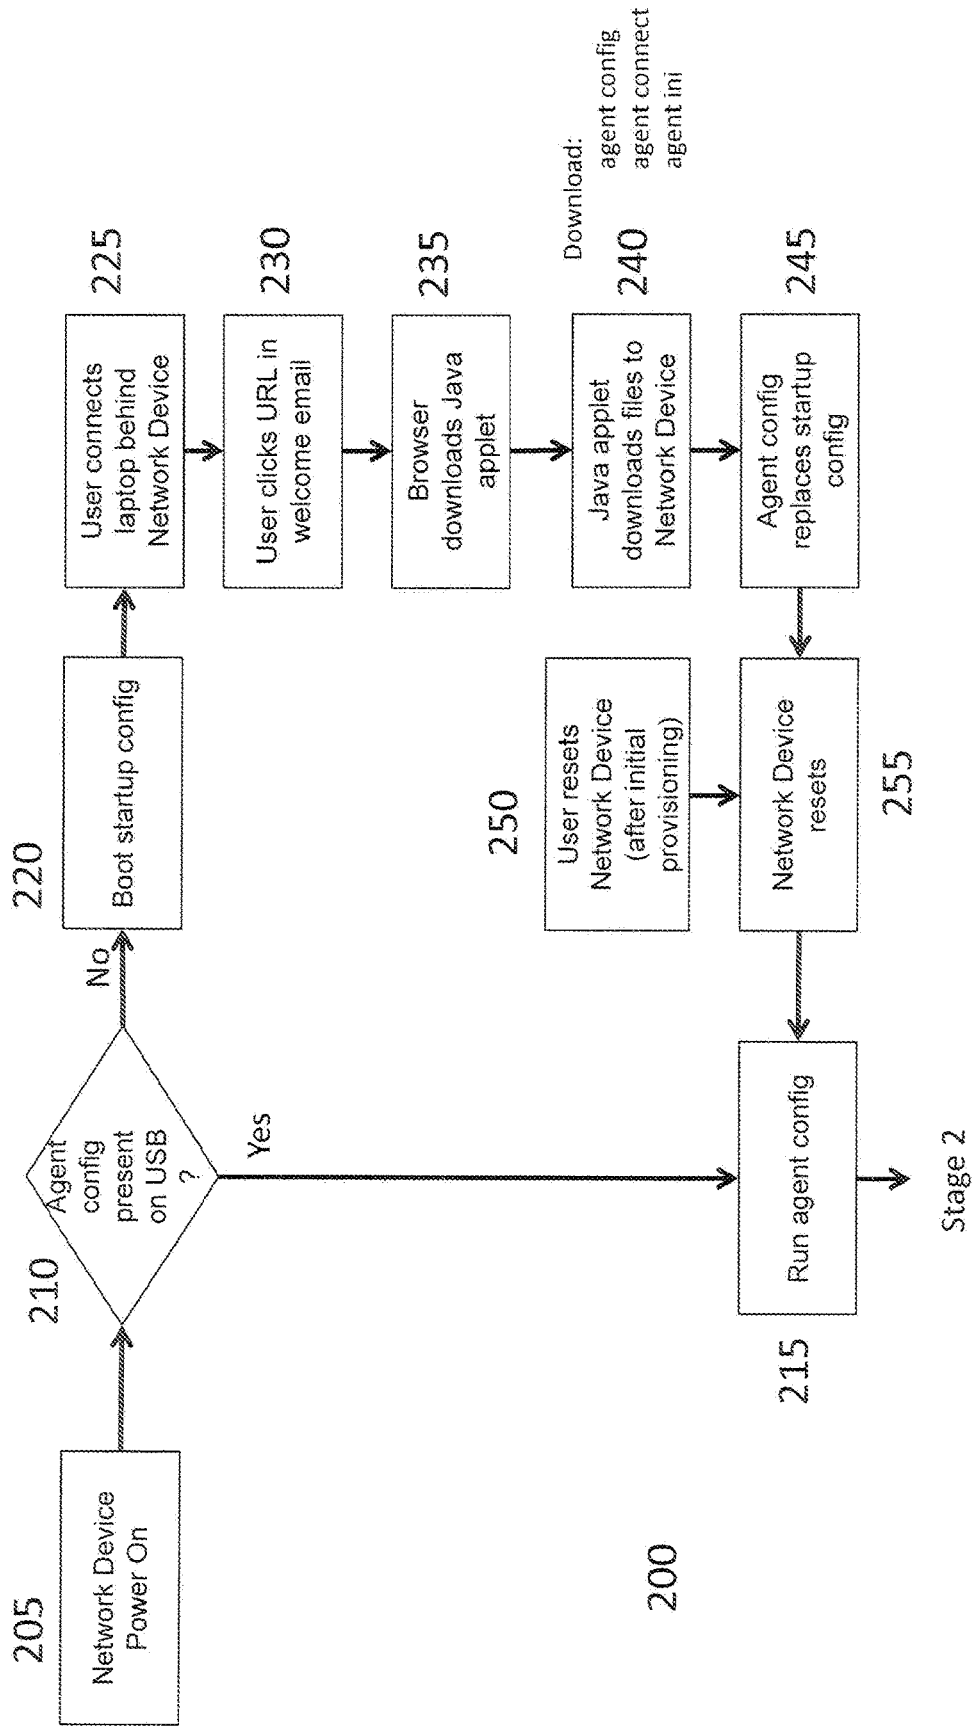 205
Network Device
Power On
210
Agent
config
present
on USB
?
No
Yes
220
Boot startup config
225
User connects
laptop behind
Network Device
230
User clicks URL in
welcome email
235
Browser
downloads Java
applet
240
Java applet
downloads files to
Network Device
Download:
agent config
agent connect
agent ini
245
Agent config
replaces startup
config
250
User resets
Network Device
(after initial
provisioning)
255
Network Device
resets
215
Run agent config
Stage 2
200